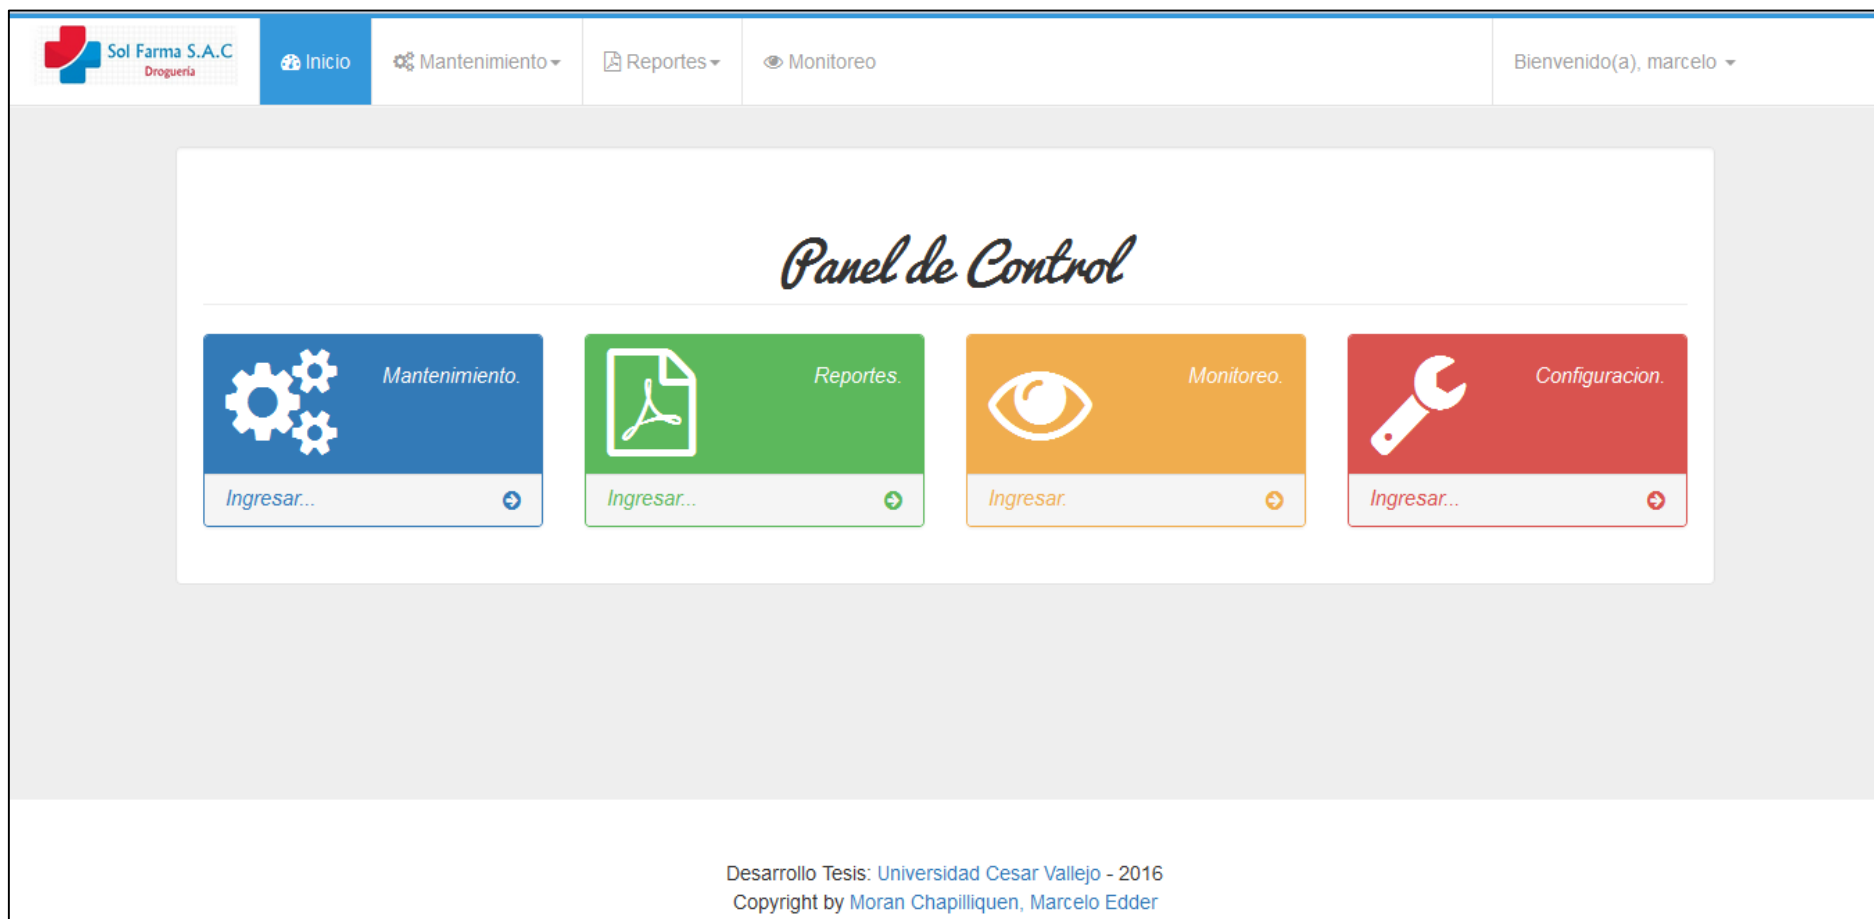 Sol Farma S.A.C
Droguería
Inicio
Mantenimiento
Reportes
Monitoreo
Bienvenido(a), marcelo
Panel de Control
Mantenimiento.
Ingresar...
Reportes.
Ingresar...
Monitoreo.
Ingresar.
Configuracion.
Ingresar...
Desarrollo Tesis: Universidad Cesar Vallejo - 2016
Copyright by Moran Chapilliquen, Marcelo Edder